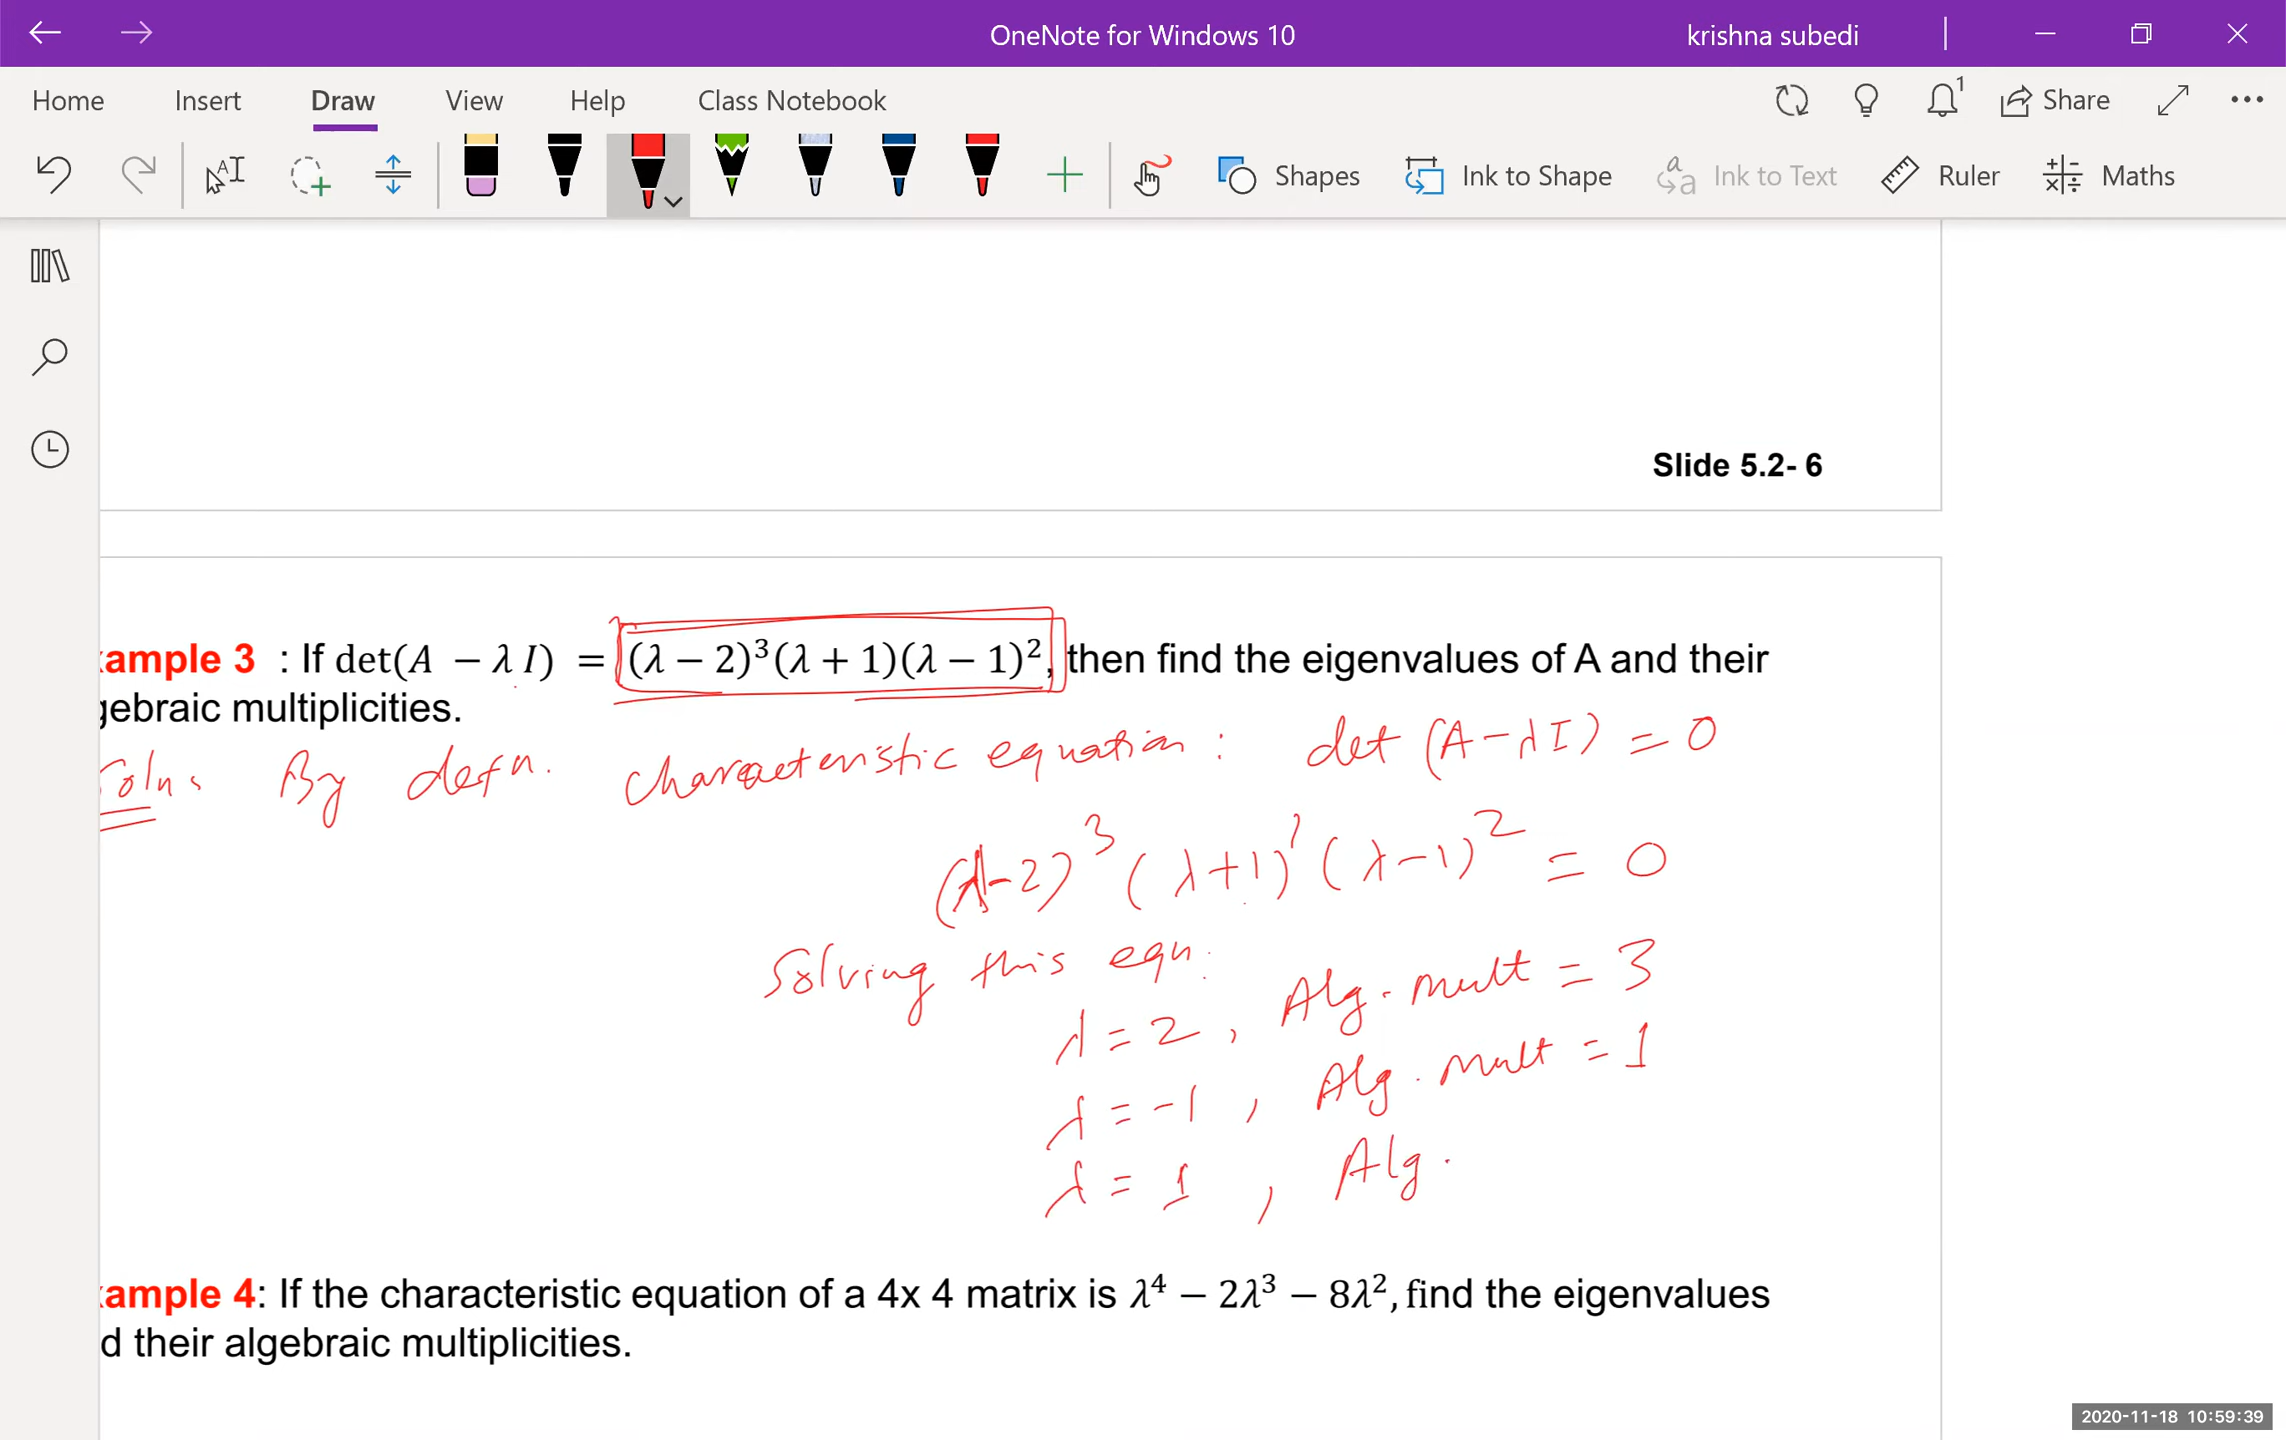 OneNote for Windows 10
krishna subedi
Home Insert Draw View Help Class Notebook
1
Share
Shapes Ink to Shape Ink to Text Ruler Maths
Slide 5.2- 6
ample 3 : If det(A − λ I) = (λ − 2)³(λ + 1)(λ − 1)², then find the eigenvalues of A and their
gebraic multiplicities.
Soln: By defn. characteristic equation : det (A-λI) = 0
(λ-2)³ (λ+1)¹ (λ-1)² = 0
Solving this eqn:
λ = 2 , Alg. mult = 3
λ = -1 , Alg. mult = 1
λ = 1 , Alg.
ample 4: If the characteristic equation of a 4x 4 matrix is λ⁴ − 2λ³ − 8λ², find the eigenvalues
d their algebraic multiplicities.
2020-11-18 10:59:39